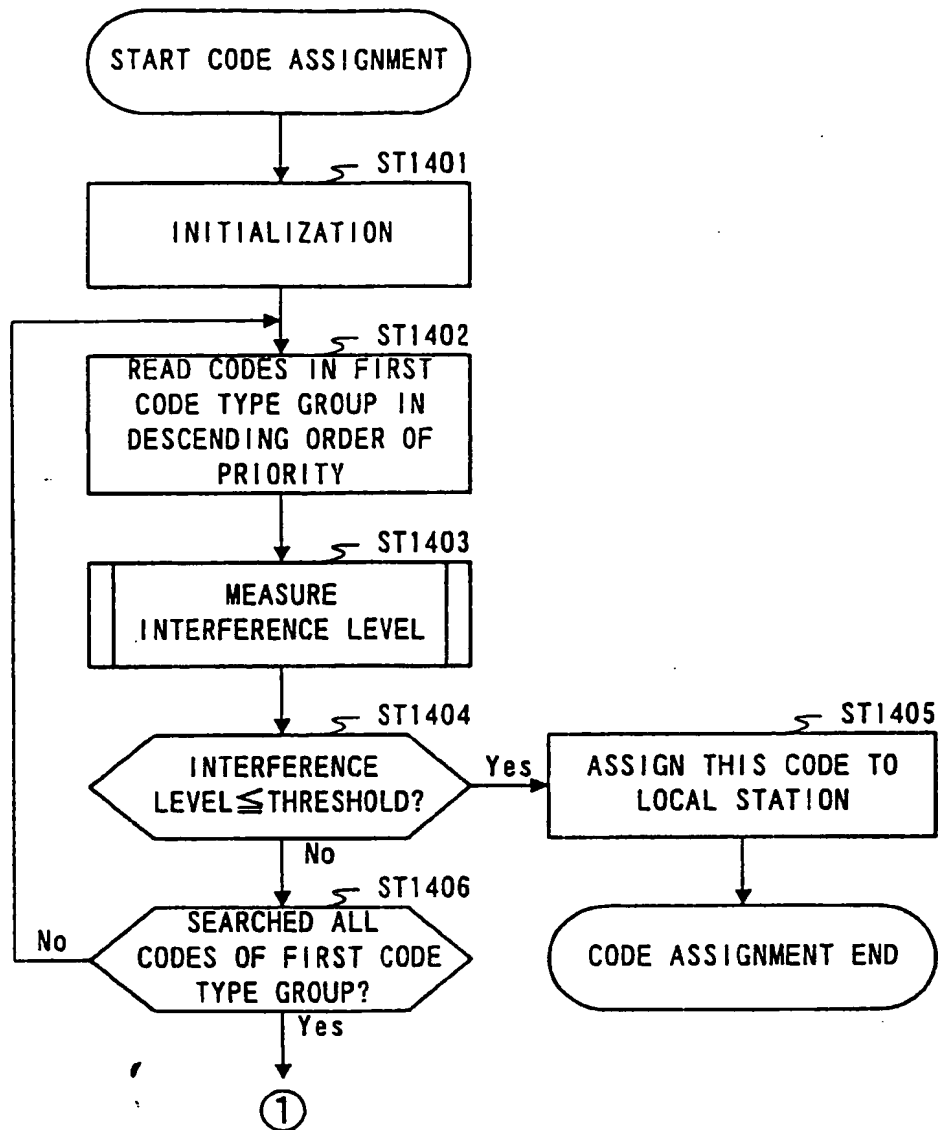 START CODE ASSIGNMENT
ST1401
INITIALIZATION
ST1402
READ CODES IN FIRST
CODE TYPE GROUP IN
DESCENDING ORDER OF
PRIORITY
ST1403
MEASURE
INTERFERENCE LEVEL
ST1404
INTERFERENCE
LEVEL≦THRESHOLD?
Yes
ST1405
ASSIGN THIS CODE TO
LOCAL STATION
No
ST1406
SEARCHED ALL
CODES OF FIRST CODE
TYPE GROUP?
No
CODE ASSIGNMENT END
Yes
①